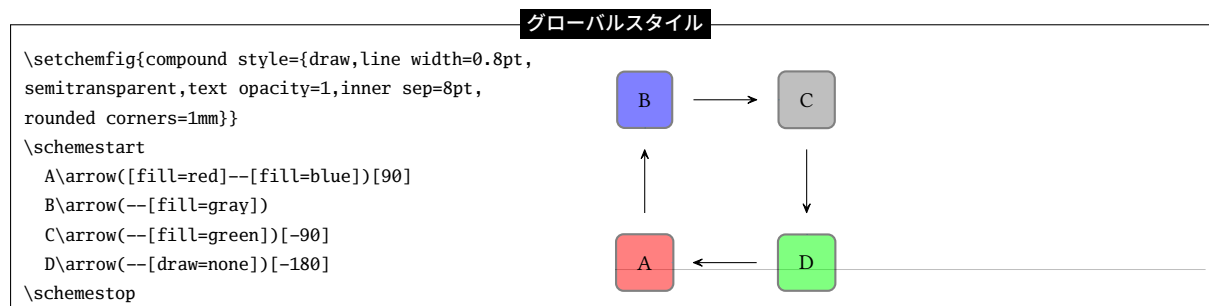 グローバルスタイル
\setchemfig{compound style={draw,line width=0.8pt,
semitransparent,text opacity=1,inner sep=8pt,
rounded corners=1mm}}
\schemestart
  A\arrow([fill=red]--[fill=blue])[90]
  B\arrow(--[fill=gray])
  C\arrow(--[fill=green])[-90]
  D\arrow(--[draw=none])[-180]
\schemestop
B C
A D